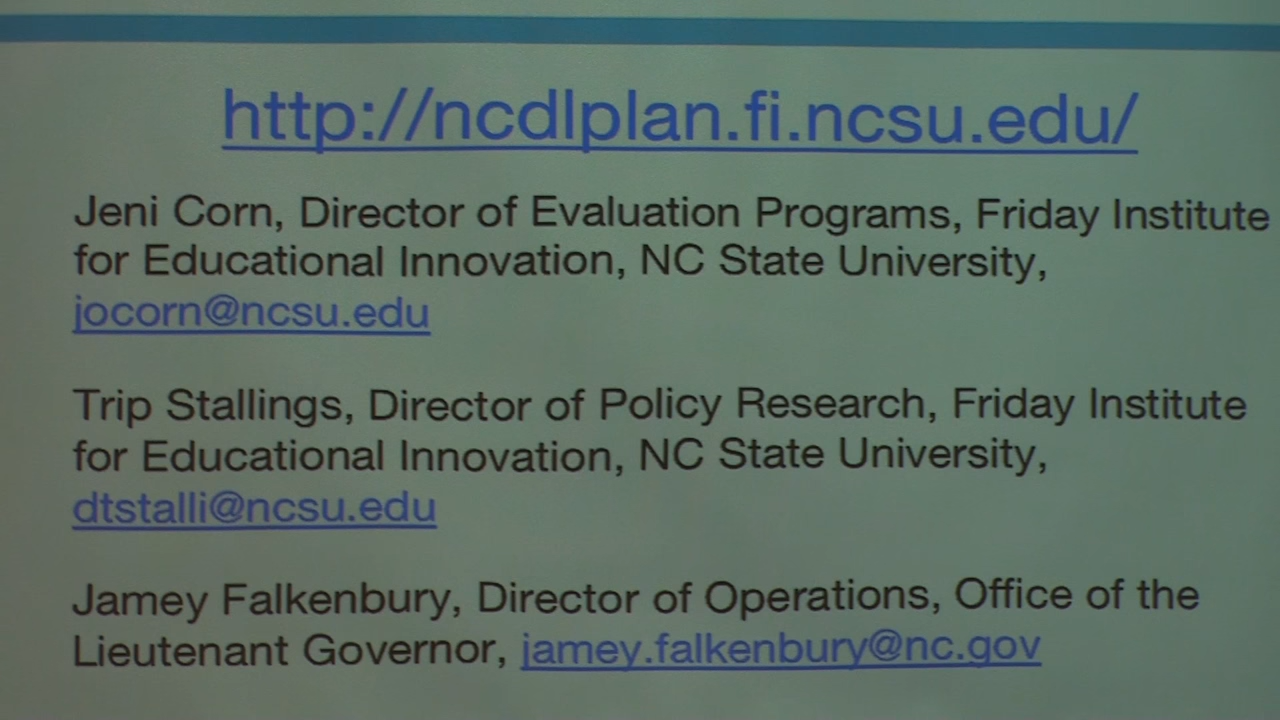 http://ncdlplan.fi.ncsu.edu/
Jeni Corn, Director of Evaluation Programs, Friday Institute
for Educational Innovation, NC State University,
jocorn@ncsu.edu
Trip Stallings, Director of Policy Research, Friday Institute
for Educational Innovation, NC State University,
dtstalli@ncsu.edu
Jamey Falkenbury, Director of Operations, Office of the
Lieutenant Governor, jamey.falkenbury@nc.gov